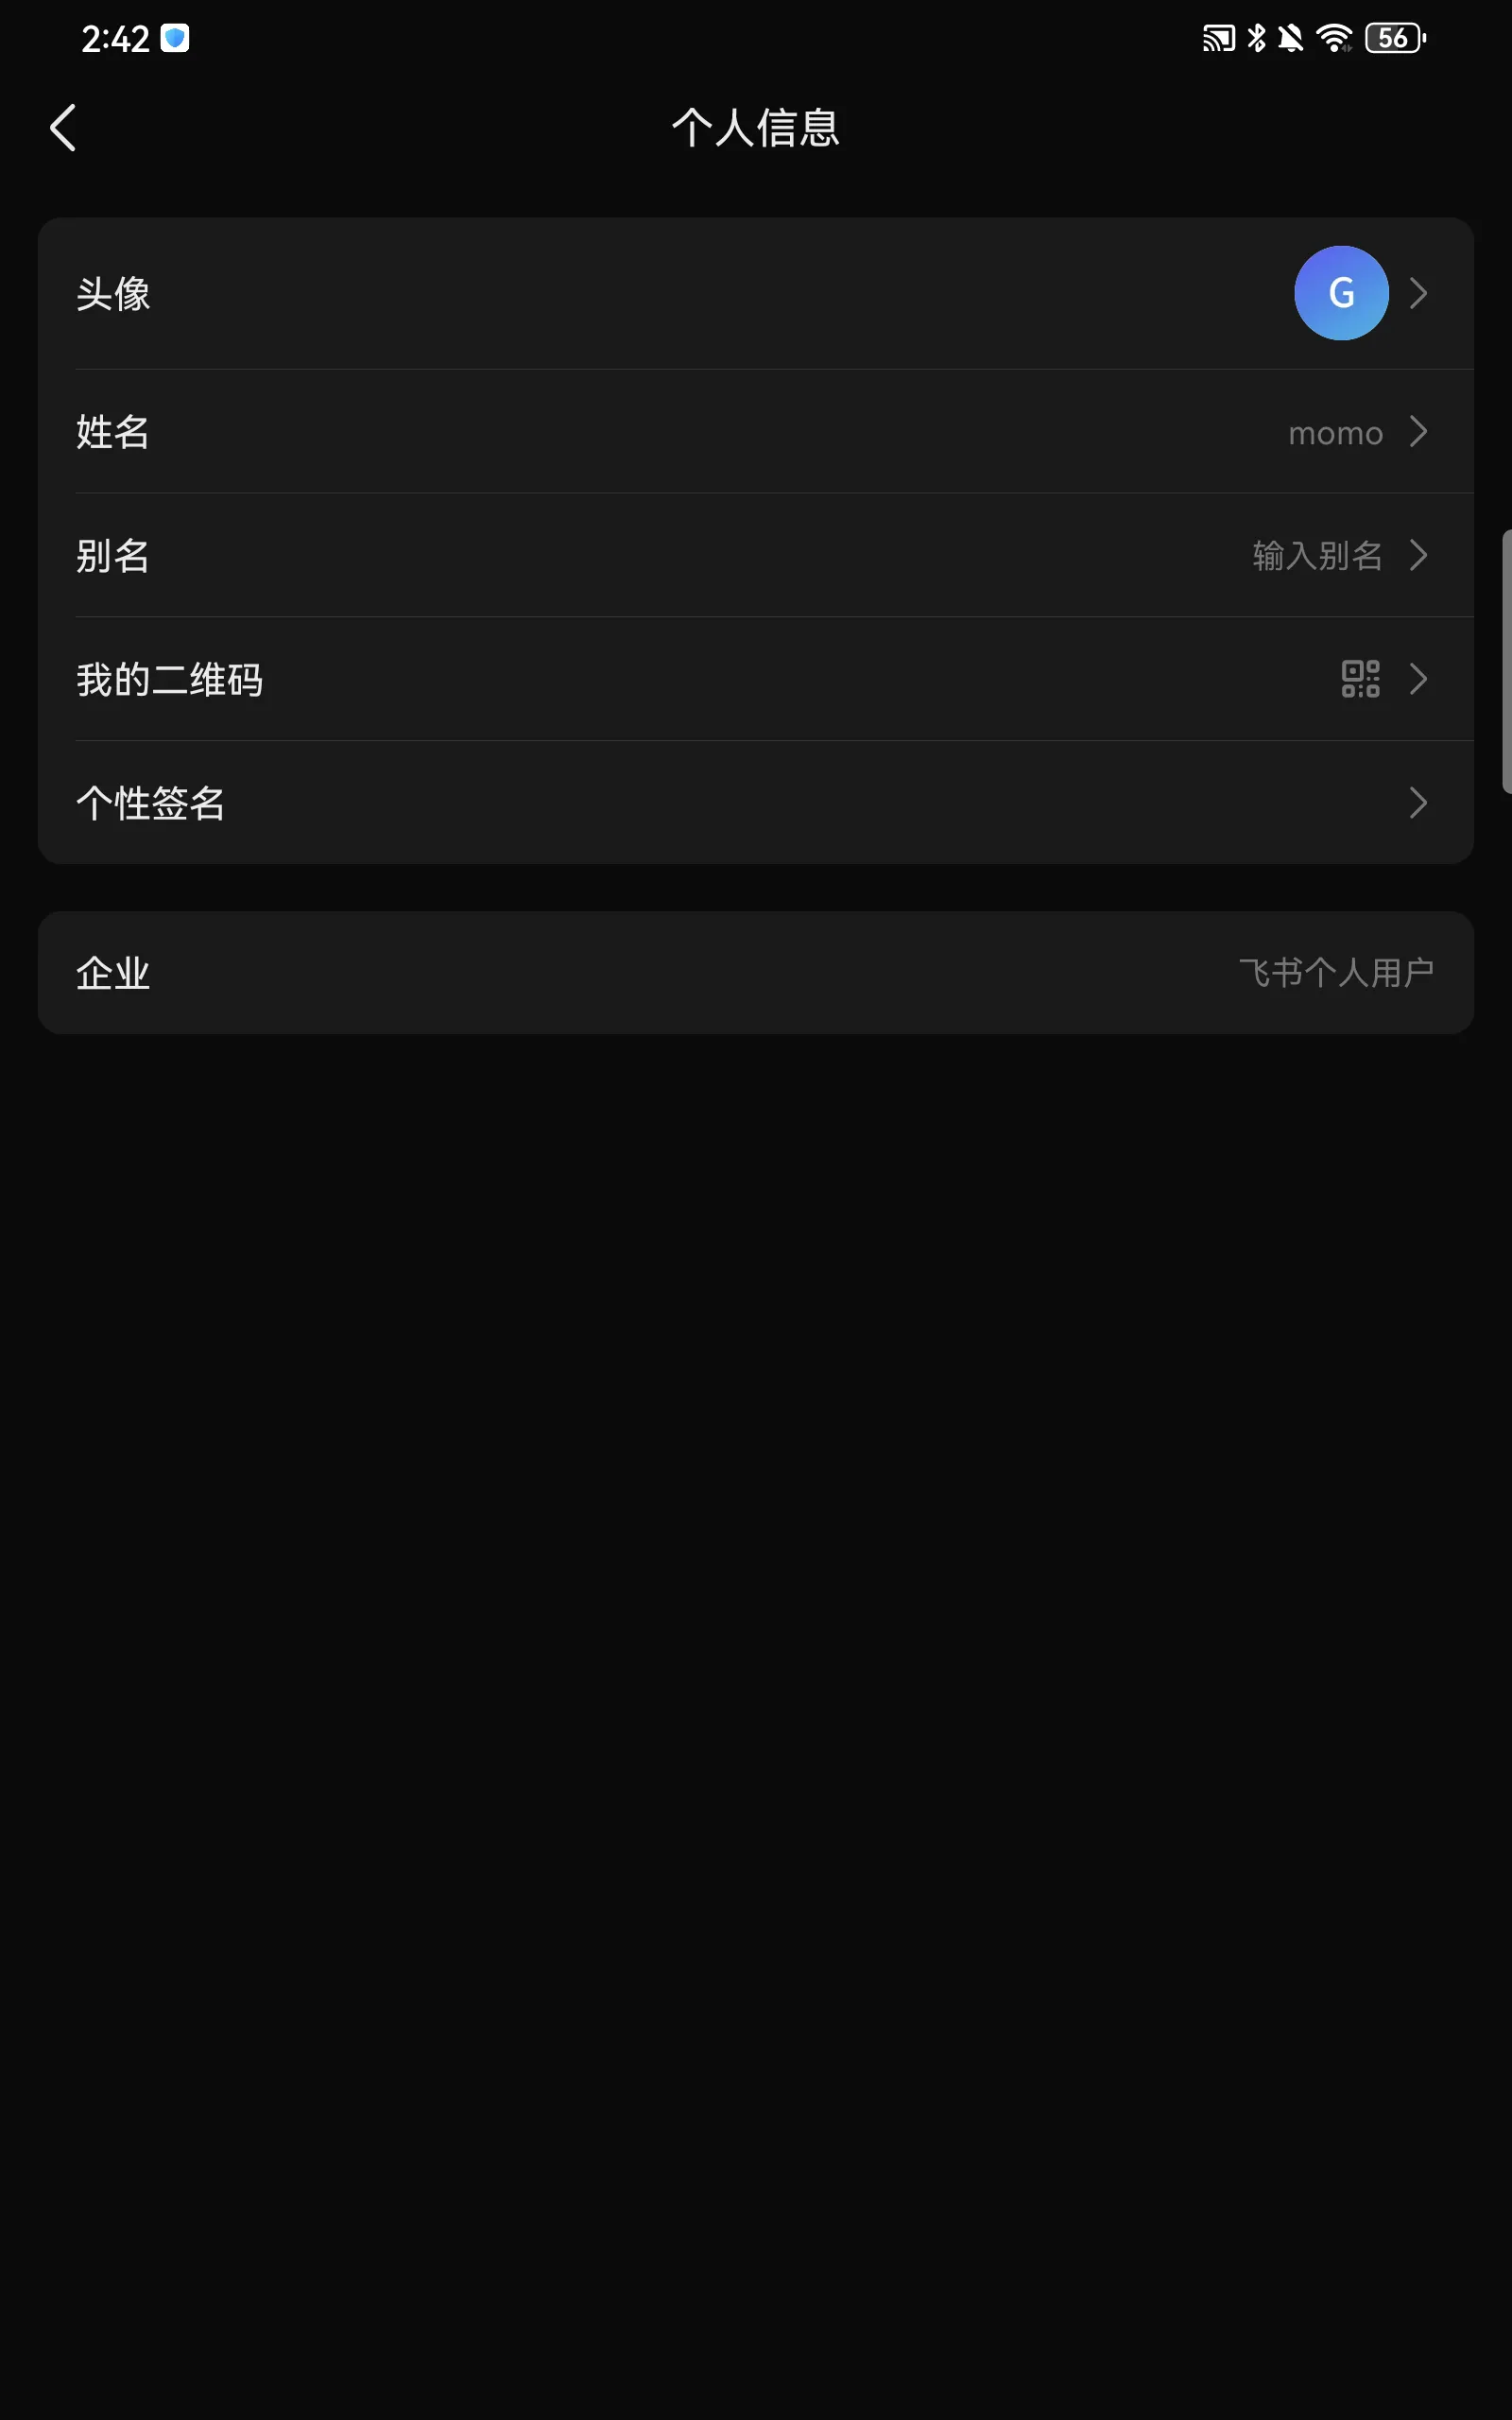 2:42
56
个人信息
头像
G
姓名
momo
别名
输入别名
我的二维码
个性签名
企业
飞书个人用户